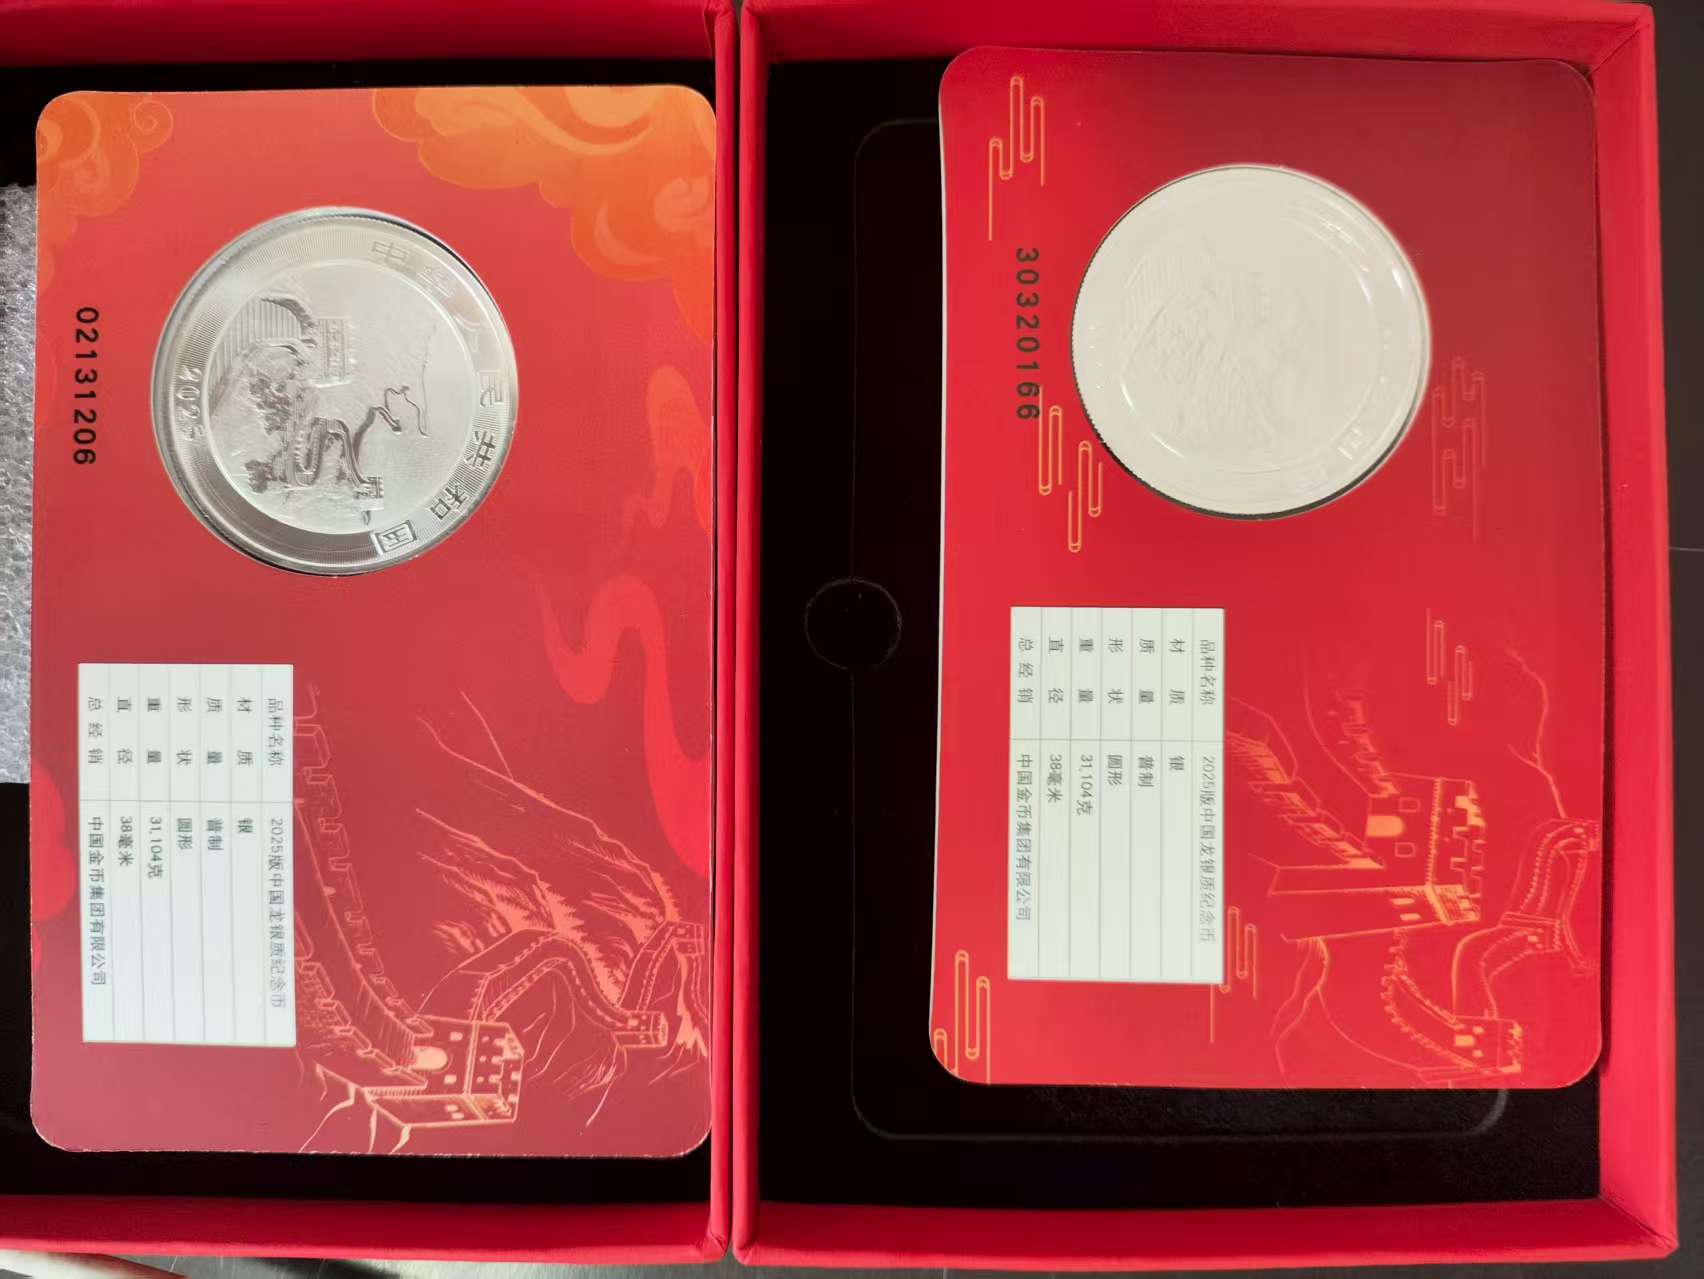 中华人民共和国
2025
02131206
品种名称 2025版中国龙银质纪念币
材质 银
质量 普制
形状 圆形
重量 31.104克
直径 38毫米
总经销 中国金币集团有限公司
30320166
品种名称 2025版中国龙银质纪念币
材质 银
质量 普制
形状 圆形
重量 31.104克
直径 38毫米
总经销 中国金币集团有限公司